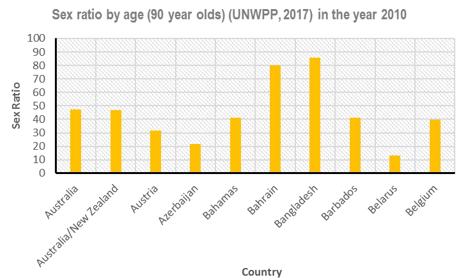 Sex ratio by age (90 year olds) (UNWPP, 2017) in the year 2010
Sex Ratio
100
90
80
70
60
50
40
30
20
10
0
Australia
Australia/New Zealand
Austria
Azerbaijan
Bahamas
Bahrain
Bangladesh
Barbados
Belarus
Belgium
Country